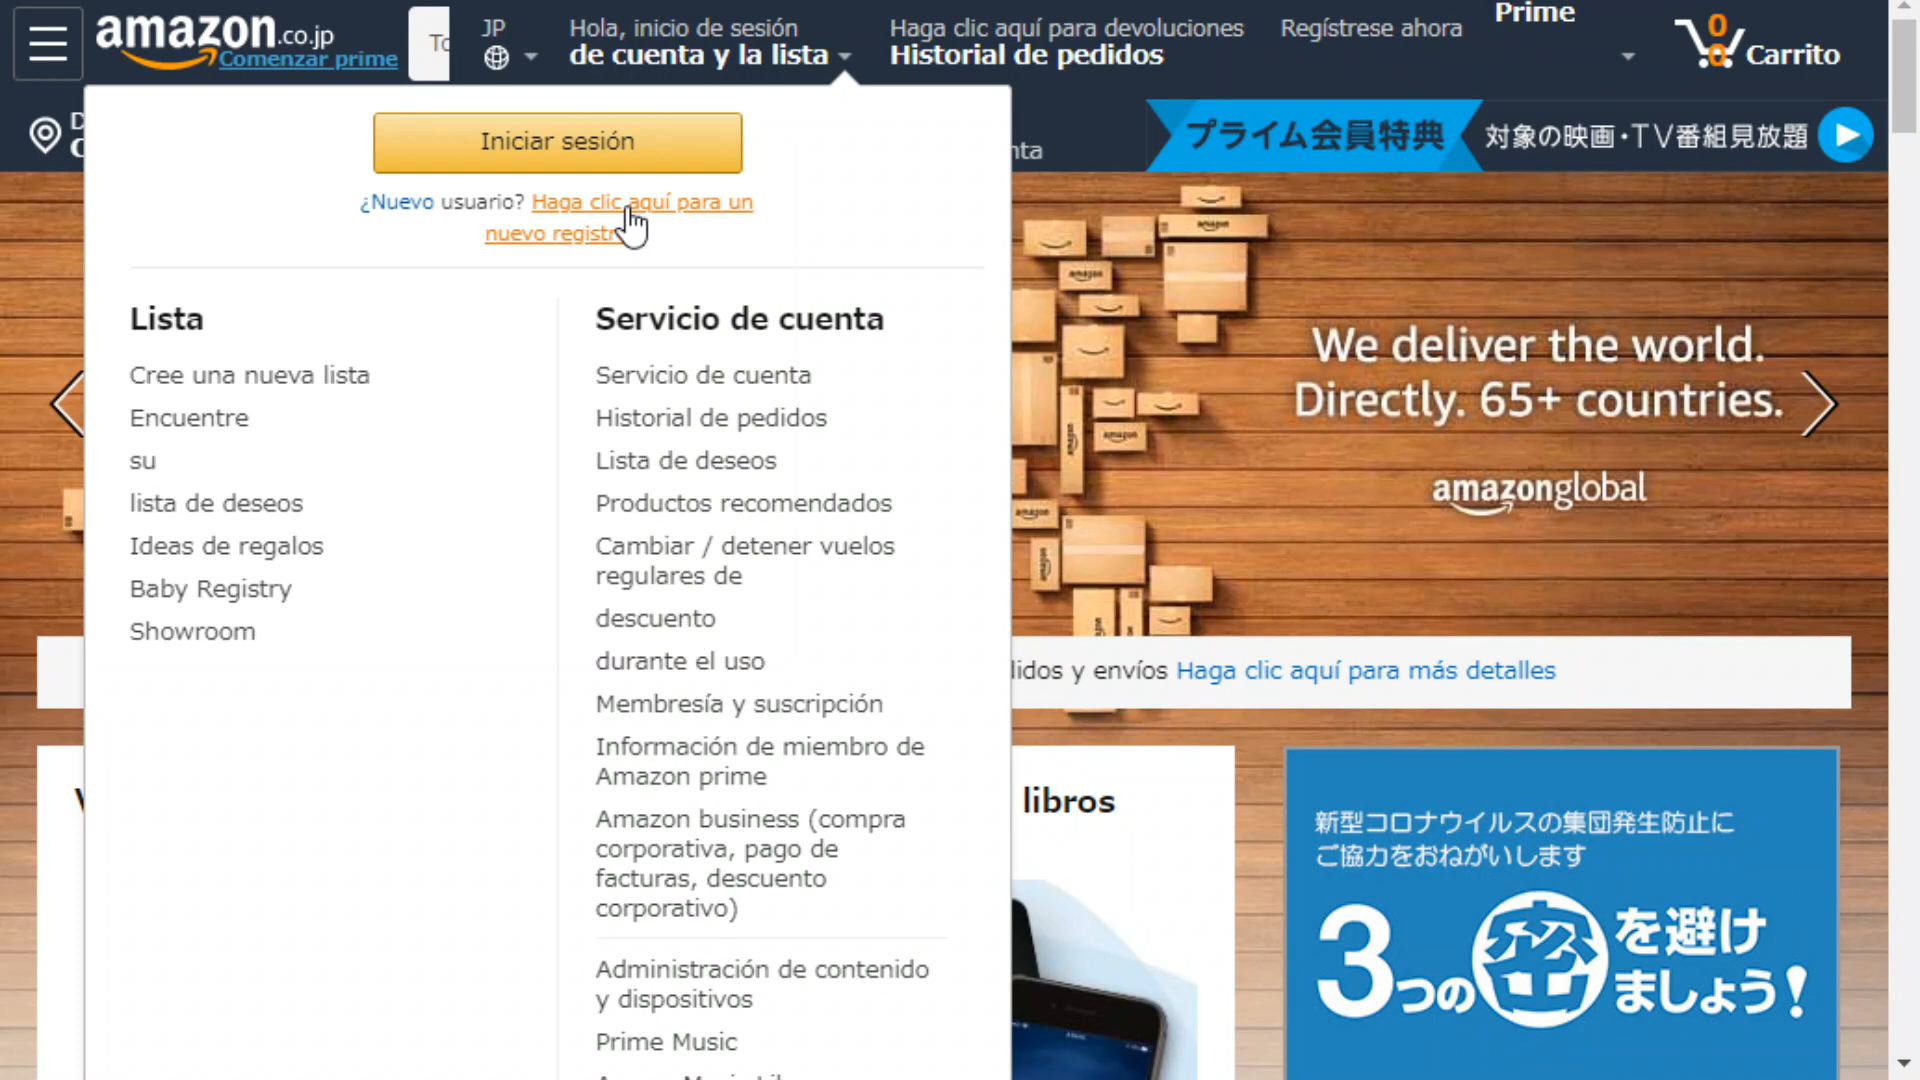 amazon.co.jp
Comenzar prime
JP
Hola, inicio de sesión
de cuenta y la lista
Haga clic aquí para devoluciones
Historial de pedidos
Regístrese ahora
Prime
0
Carrito
プライム会員特典
対象の映画・TV番組見放題
Iniciar sesión
¿Nuevo usuario? Haga clic aquí para un
nuevo registr
Lista
Cree una nueva lista
Encuentre
su
lista de deseos
Ideas de regalos
Baby Registry
Showroom
Servicio de cuenta
Servicio de cuenta
Historial de pedidos
Lista de deseos
Productos recomendados
Cambiar / detener vuelos
regulares de
descuento
durante el uso
Membresía y suscripción
Información de miembro de
Amazon prime
Amazon business (compra
corporativa, pago de
facturas, descuento
corporativo)
Administración de contenido
y dispositivos
Prime Music
We deliver the world.
Directly. 65+ countries.
amazonglobal
y envíos Haga clic aquí para más detalles
libros
新型コロナウイルスの集団発生防止に
ご協力をおねがいします
3つの密を避け
ましょう!